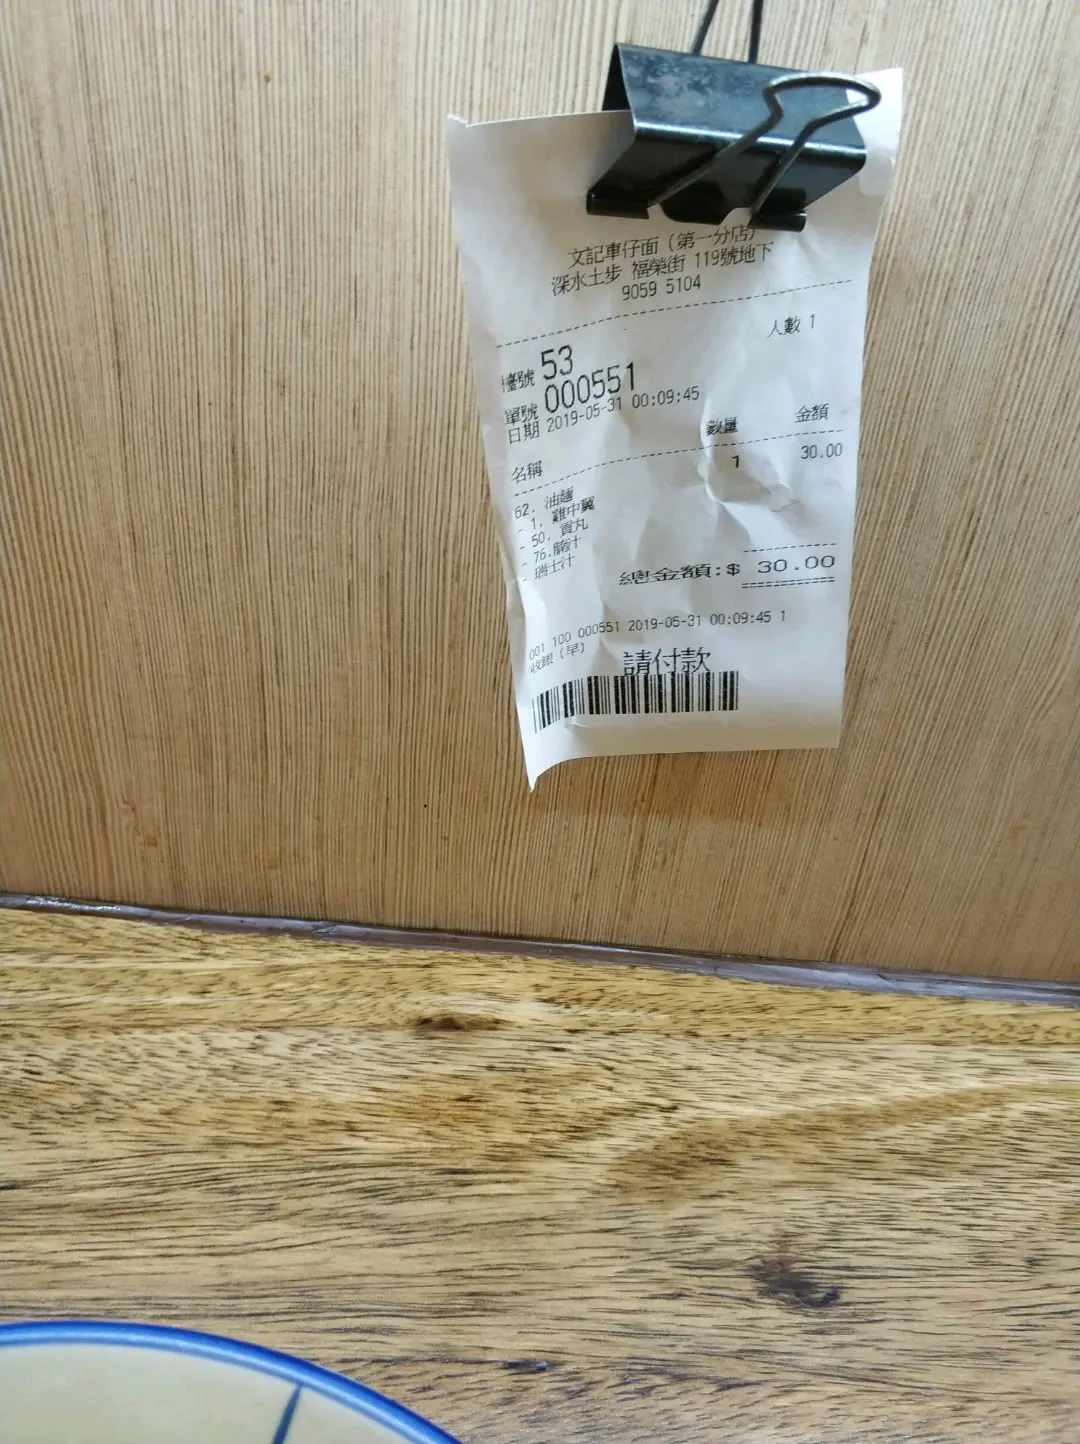 文記車仔面（第一分店）
深水土步 福榮街 119號地下
9059 5104
人數 1
檯號 53
單號 000551
日期 2019-05-31 00:09:45
名稱 數量 金額
62. 油麵 1 30.00
- 1. 雞中翼
- 50. 貢丸
- 76.腩汁
- 瑞士汁
總金額:$ 30.00
001 100 000551 2019-05-31 00:09:45 1
收銀（早）
請付款